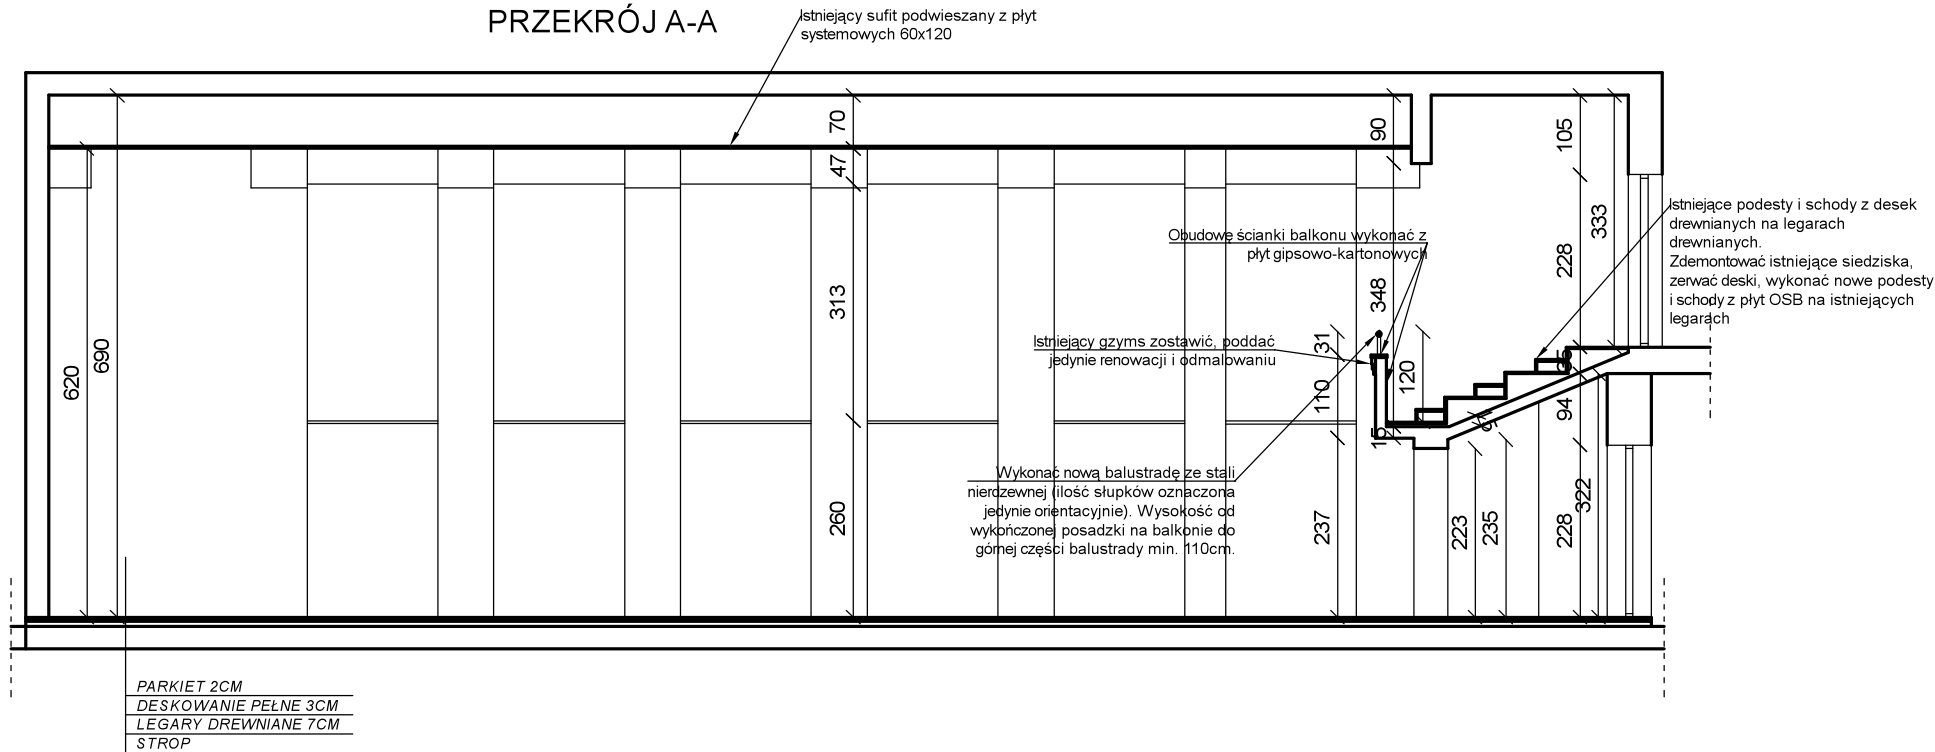 PRZEKRÓJ A-A
Istniejący sufit podwieszany z płyt
systemowych 60x120
70
90
105
47
Istniejące podesty i schody z desek
drewnianych na legarach
drewnianych.
Zdemontować istniejące siedziska,
zerwać deski, wykonać nowe podesty
i schody z płyt OSB na istniejących
legarach
333
Obudowę ścianki balkonu wykonać z
płyt gipsowo-kartonowych
228
348
313
Istniejący gzyms zostawić, poddać
jedynie renowacji i odmalowaniu
31
690
620
110
120
35
94
15
15
Wykonać nową balustradę ze stali
nierdzewnej (ilość słupków oznaczona
jedynie orientacyjnie). Wysokość od
wykończonej posadzki na balkonie do
górnej części balustrady min. 110cm.
260
237
223
235
228
322
PARKIET 2CM
DESKOWANIE PEŁNE 3CM
LEGARY DREWNIANE 7CM
STROP